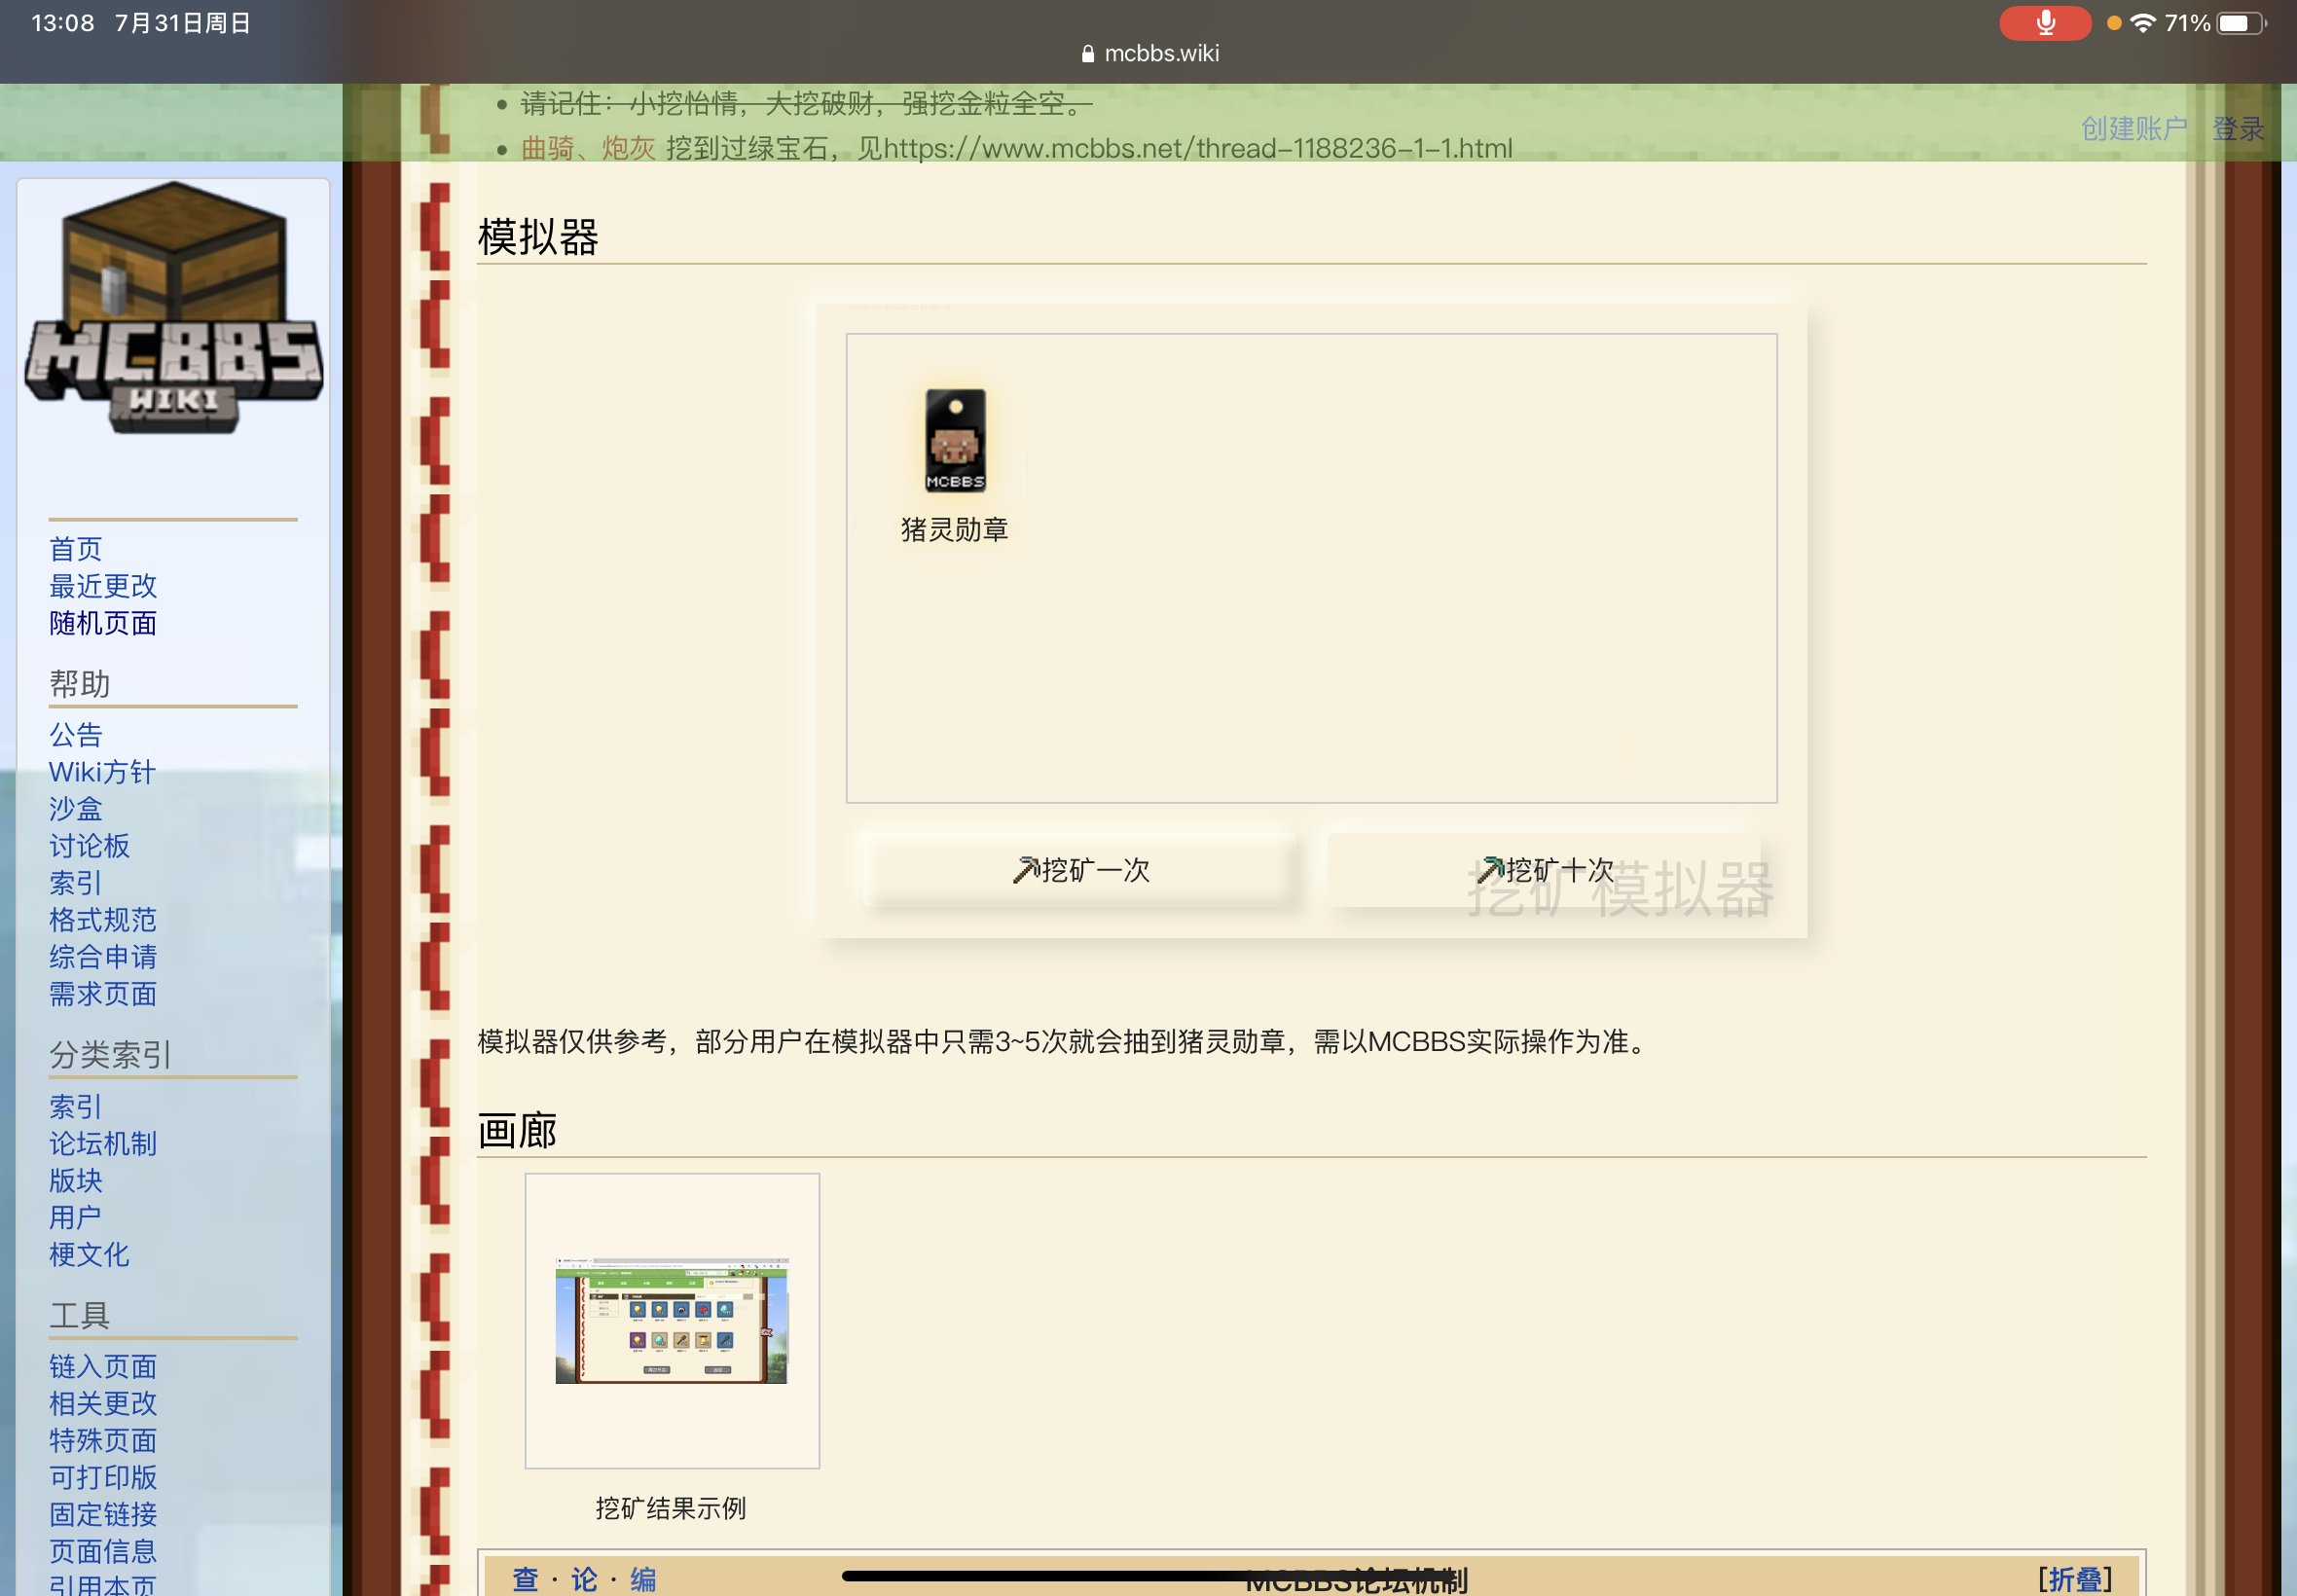 13:08 7月31日周日
71%
mcbbs.wiki
请记住：小挖怡情，大挖破财，强挖金粒全空。
曲骑、炮灰 挖到过绿宝石，见https://www.mcbbs.net/thread-1188236-1-1.html
创建账户 登录
MCBBS
WIKI
首页
最近更改
随机页面
帮助
公告
Wiki方针
沙盒
讨论板
索引
格式规范
综合申请
需求页面
分类索引
索引
论坛机制
版块
用户
梗文化
工具
链入页面
相关更改
特殊页面
可打印版
固定链接
页面信息
引用本页
模拟器
MCBBS
猪灵勋章
挖矿一次
挖矿十次
挖矿模拟器
模拟器仅供参考，部分用户在模拟器中只需3~5次就会抽到猪灵勋章，需以MCBBS实际操作为准。
画廊
挖矿结果示例
查 · 论 · 编
MCBBS论坛机制
[折叠]